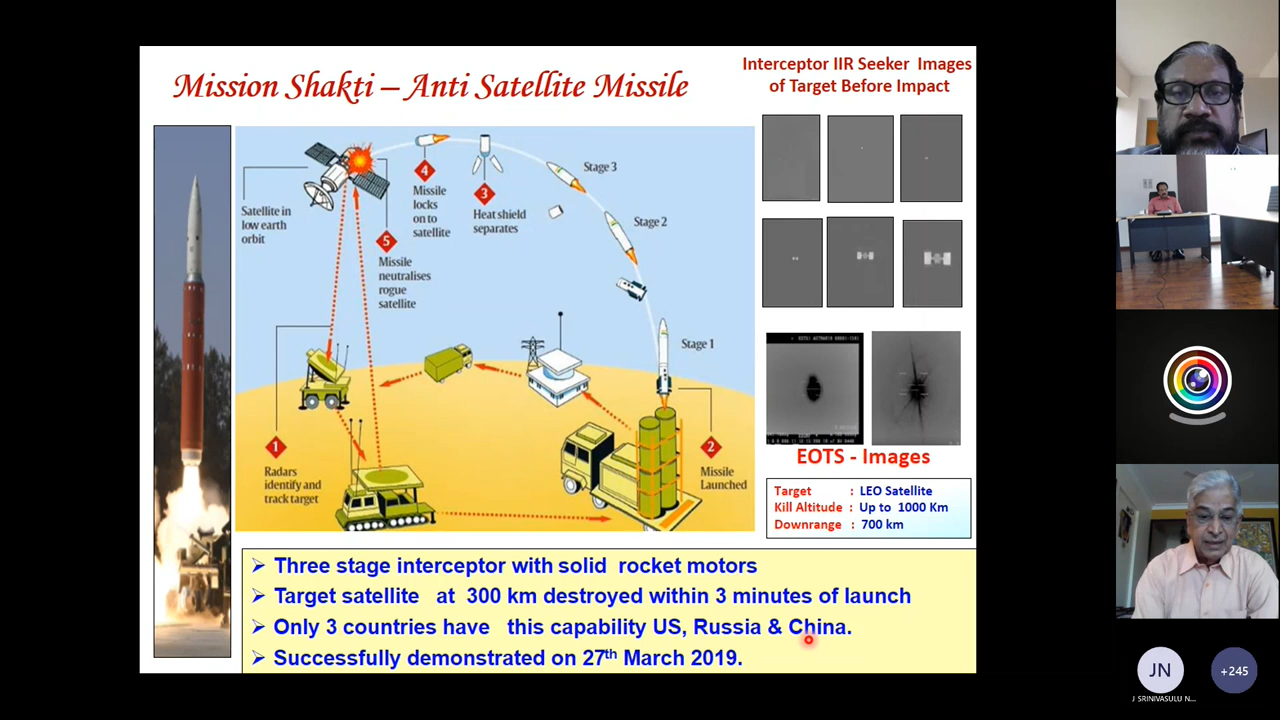 Mission Shakti – Anti Satellite Missile
Interceptor IIR Seeker Images
of Target Before Impact
Satellite in
low earth
orbit
4
Missile
locks
on to
satellite
3
Heat shield
separates
Stage 3
Stage 2
5
Missile
neutralises
rogue
satellite
Stage 1
1
Radars
identify and
track target
2
Missile
Launched
EOTS - Images
Target : LEO Satellite
Kill Altitude : Up to 1000 Km
Downrange : 700 km
➢ Three stage interceptor with solid rocket motors
➢ Target satellite at 300 km destroyed within 3 minutes of launch
➢ Only 3 countries have this capability US, Russia & China.
➢ Successfully demonstrated on 27th March 2019.
JN
J SRINIVASULU N...
+245